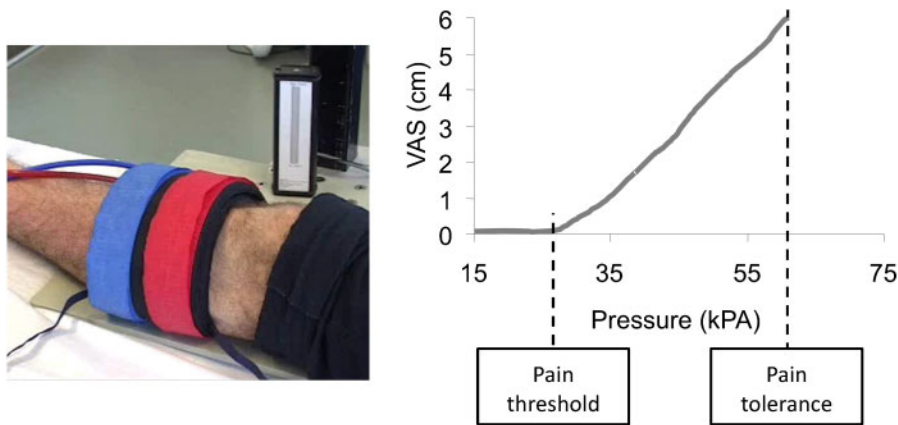 6
5
4
3
2
1
0
VAS (cm)
15 35 55 75
Pressure (kPA)
Pain
threshold
Pain
tolerance